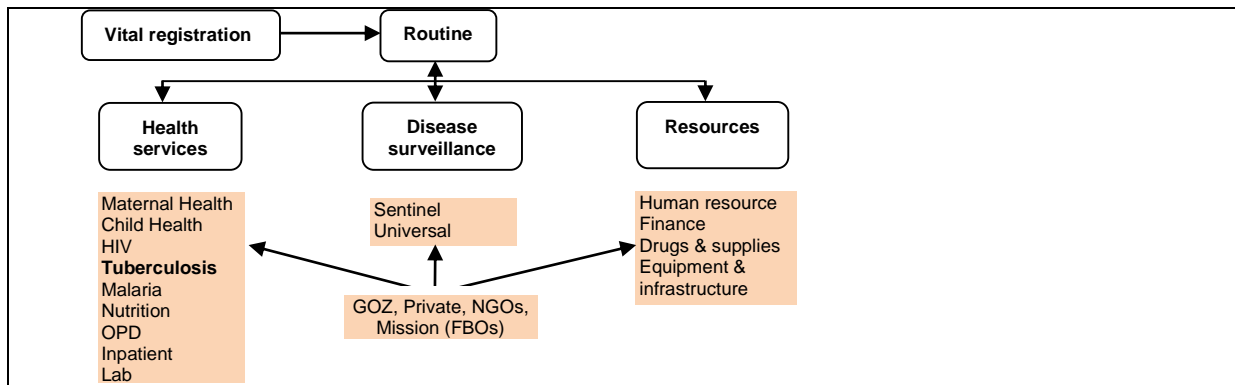 Vital registration
Routine
Health
services
Disease
surveillance
Resources
Maternal Health
Child Health
HIV
Tuberculosis
Malaria
Nutrition
OPD
Inpatient
Lab
Sentinel
Universal
Human resource
Finance
Drugs & supplies
Equipment &
infrastructure
GOZ, Private, NGOs,
Mission (FBOs)